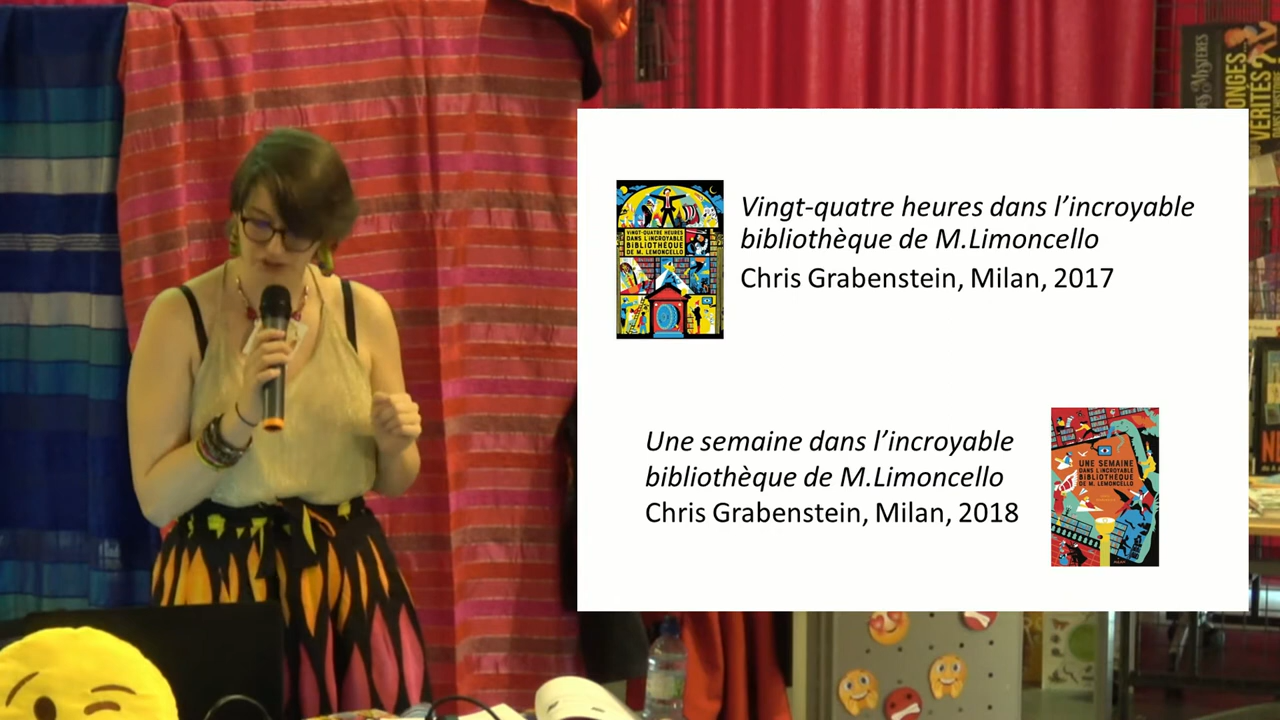 Vingt-quatre heures dans l’incroyable
bibliothèque de M.Limoncello
Chris Grabenstein, Milan, 2017
VINGT-QUATRE HEURES
DANS L'INCROYABLE
BIBLIOTHÈQUE
DE M. LEMONCELLO
Une semaine dans l’incroyable
bibliothèque de M.Limoncello
Chris Grabenstein, Milan, 2018
UNE SEMAINE
DANS L'INCROYABLE
BIBLIOTHÈQUE
DE M. LEMONCELLO
MYSTÈRES
VÉRITÉS